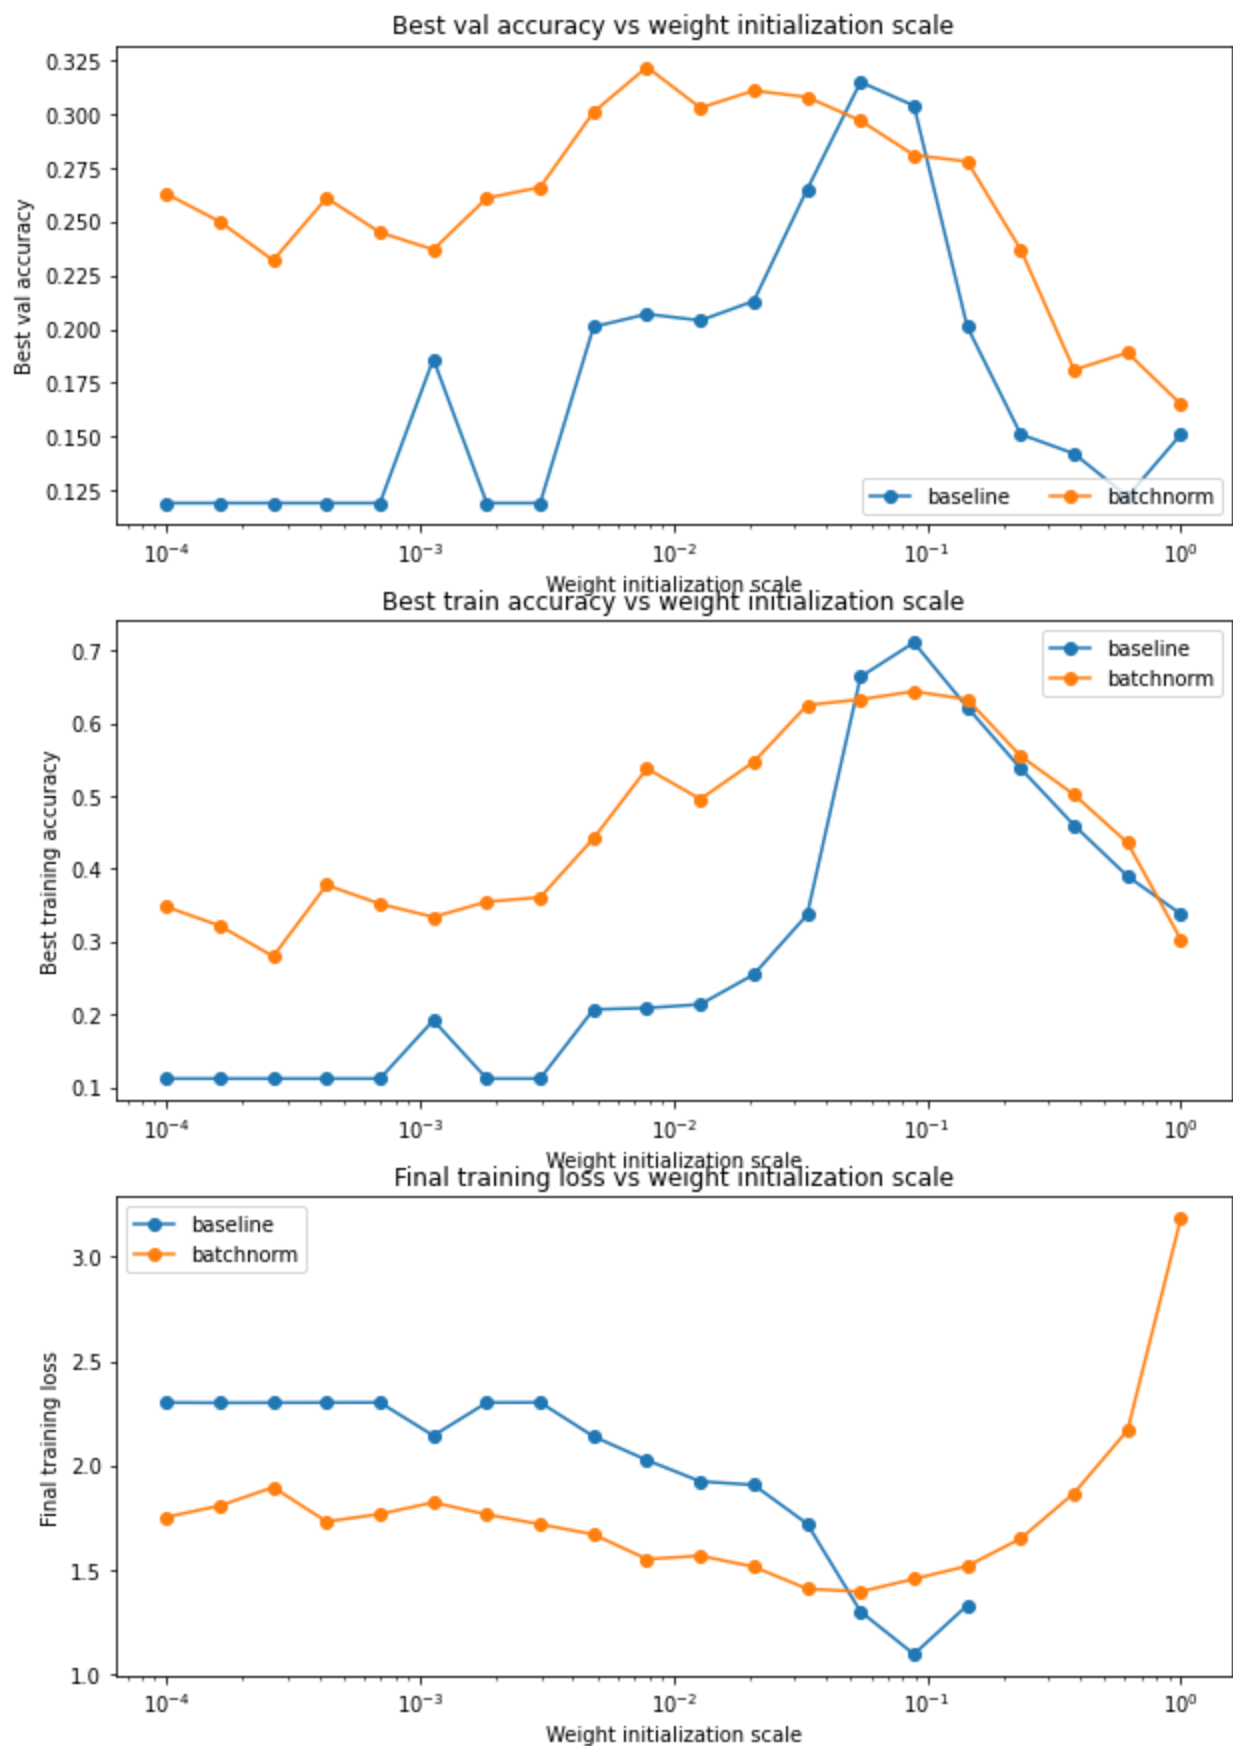 Best val accuracy vs weight initialization scale
Best val accuracy
0.325
0.300
0.275
0.250
0.225
0.200
0.175
0.150
0.125
baseline batchnorm
10⁻⁴ 10⁻³ 10⁻² 10⁻¹ 10⁰
Weight initialization scale
Best train accuracy vs weight initialization scale
Best training accuracy
0.7
0.6
0.5
0.4
0.3
0.2
0.1
baseline
batchnorm
10⁻⁴ 10⁻³ 10⁻² 10⁻¹ 10⁰
Weight initialization scale
Final training loss vs weight initialization scale
Final training loss
3.0
2.5
2.0
1.5
1.0
baseline
batchnorm
10⁻⁴ 10⁻³ 10⁻² 10⁻¹ 10⁰
Weight initialization scale